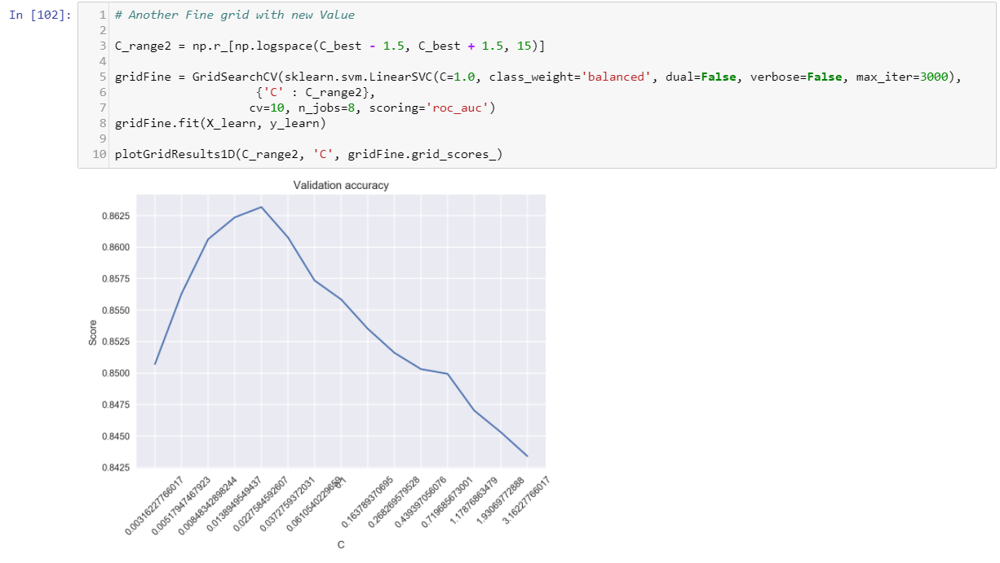 In [102]:
1 # Another Fine grid with new Value
2
3 C_range2 = np.r_[np.logspace(C_best - 1.5, C_best + 1.5, 15)]
4
5 gridFine = GridSearchCV(sklearn.svm.LinearSVC(C=1.0, class_weight='balanced', dual=False, verbose=False, max_iter=3000),
6 {'C' : C_range2},
7 cv=10, n_jobs=8, scoring='roc_auc')
8 gridFine.fit(X_learn, y_learn)
9
10 plotGridResults1D(C_range2, 'C', gridFine.grid_scores_)
Validation accuracy
0.8625
0.8600
0.8575
0.8550
0.8525
0.8500
0.8475
0.8450
0.8425
Score
0.00316227766017
0.00517947467923
0.00848342898244
0.0138949549437
0.0227584592607
0.0372759372031
0.0610540229659
0.1
0.163789370695
0.268269579528
0.439397056076
0.719685673001
1.17876863479
1.93069772888
3.16227766017
C